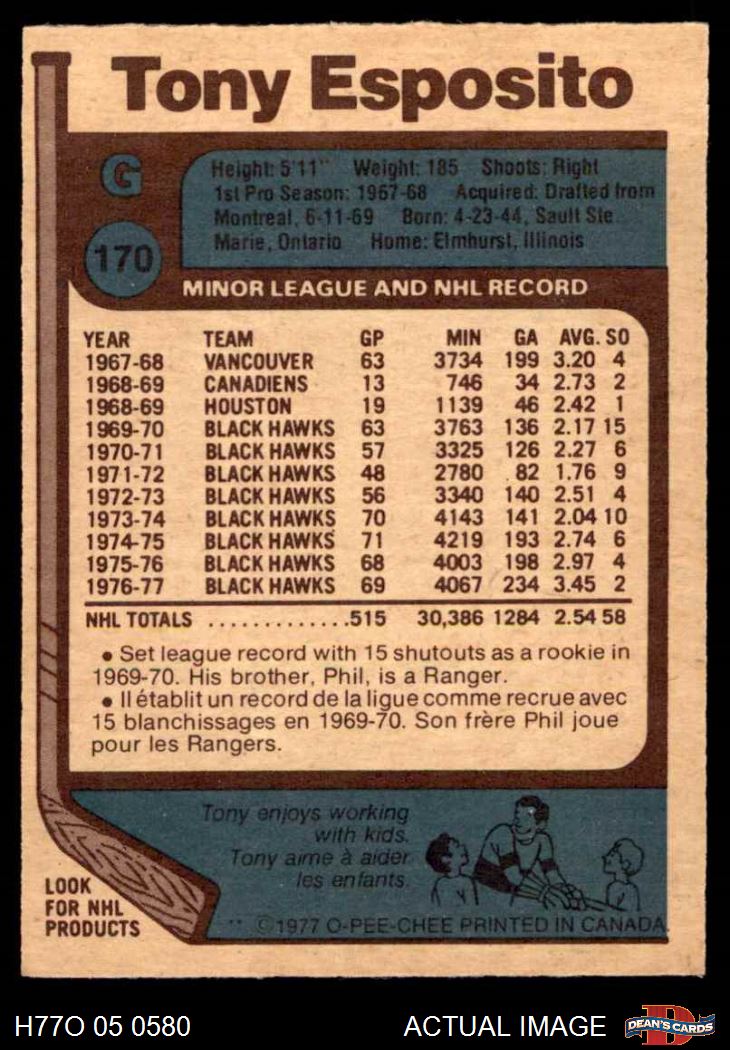 Tony Esposito
G
170
Height: 5'11" Weight: 185 Shoots: Right
1st Pro Season: 1967-68 Acquired: Drafted from
Montreal, 6-11-69 Born: 4-23-44, Sault Ste.
Marie, Ontario Home: Elmhurst, Illinois
MINOR LEAGUE AND NHL RECORD
YEAR TEAM GP MIN GA AVG. SO
1967-68 VANCOUVER 63 3734 199 3.20 4
1968-69 CANADIENS 13 746 34 2.73 2
1968-69 HOUSTON 19 1139 46 2.42 1
1969-70 BLACK HAWKS 63 3763 136 2.17 15
1970-71 BLACK HAWKS 57 3325 126 2.27 6
1971-72 BLACK HAWKS 48 2780 82 1.76 9
1972-73 BLACK HAWKS 56 3340 140 2.51 4
1973-74 BLACK HAWKS 70 4143 141 2.04 10
1974-75 BLACK HAWKS 71 4219 193 2.74 6
1975-76 BLACK HAWKS 68 4003 198 2.97 4
1976-77 BLACK HAWKS 69 4067 234 3.45 2
NHL TOTALS .............515 30,386 1284 2.54 58
• Set league record with 15 shutouts as a rookie in
1969-70. His brother, Phil, is a Ranger.
• Il établit un record de la ligue comme recrue avec
15 blanchissages en 1969-70. Son frère Phil joue
pour les Rangers.
Tony enjoys working
with kids.
Tony aime à aider
les enfants.
LOOK
FOR NHL
PRODUCTS
** ©1977 O-PEE-CHEE PRINTED IN CANADA
H77O 05 0580
ACTUAL IMAGE
D
DEAN'S CARDS